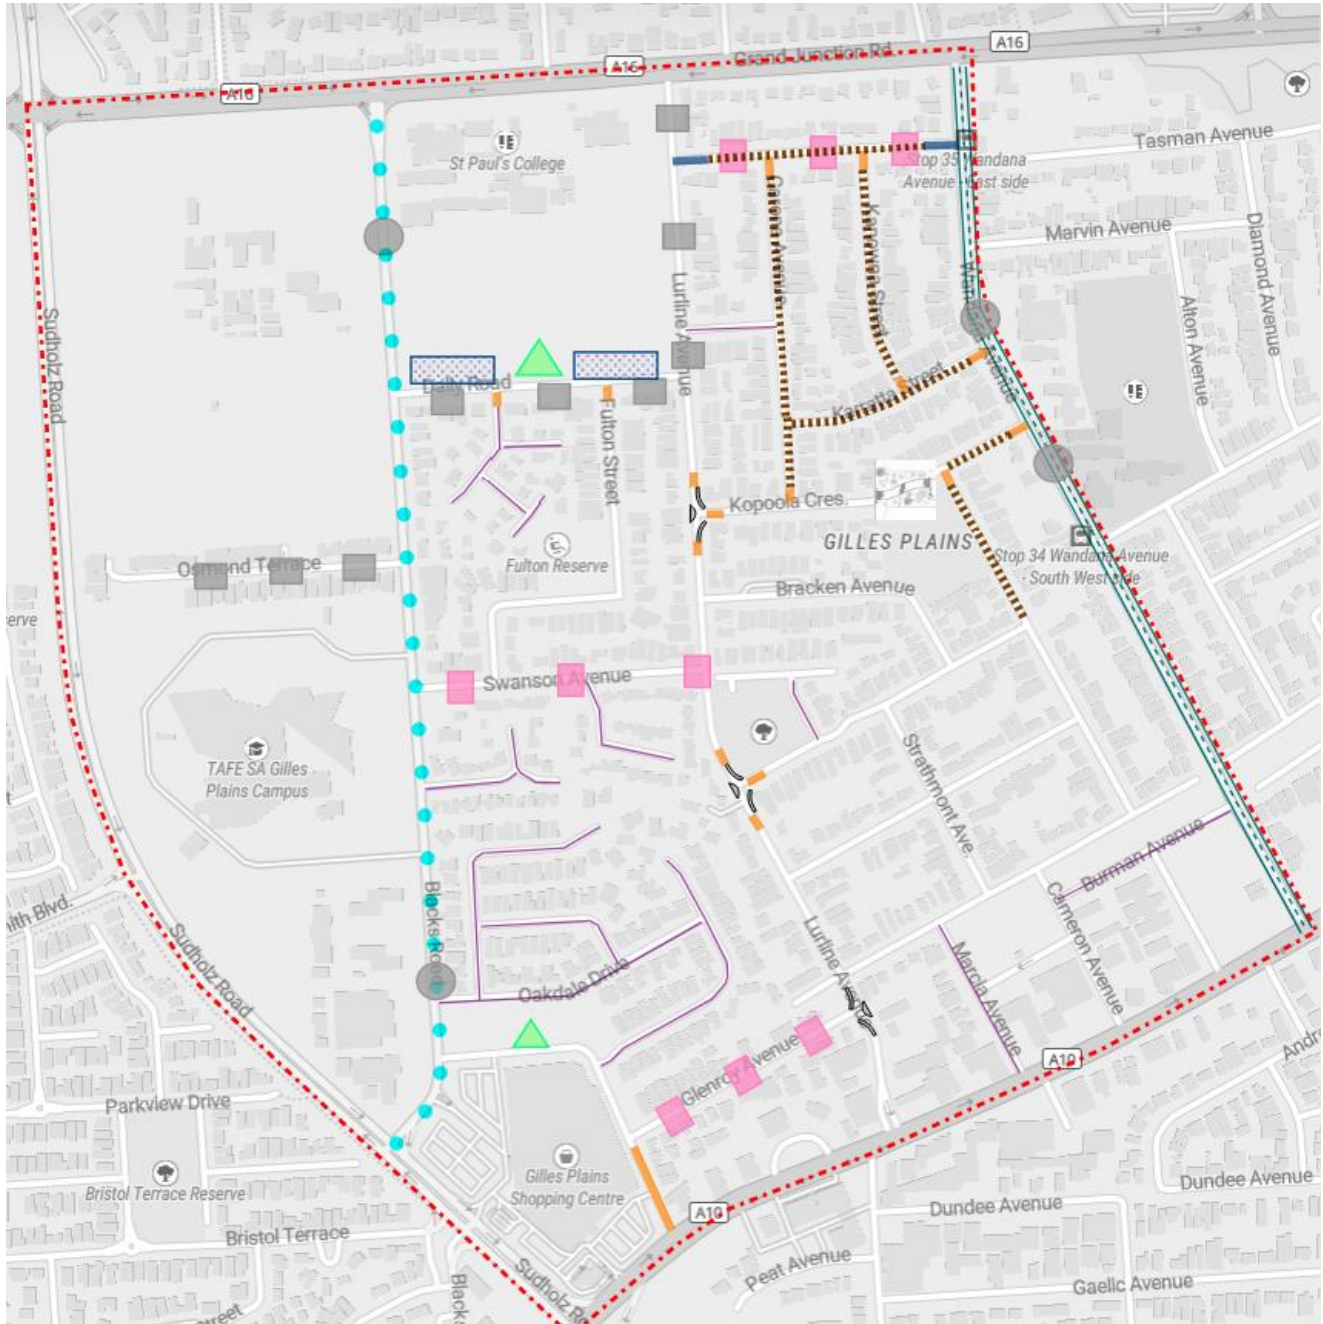 A16
Grand Junction Rd.
A16
A16
St Paul's College
Stop 35 Wandana
Avenue - East side
Tasman Avenue
Marvin Avenue
Diamond Avenue
Alton Avenue
Lurline Avenue
Sudholz Road
Daily Road
Fulton Street
Karratta Street
Kopoola Cres.
GILLES PLAINS
Stop 34 Wandana Avenue
- South West side
Osmond Terrace
Fulton Reserve
Bracken Avenue
erve
Swanson Avenue
TAFE SA Gilles
Plains Campus
Strathmont Ave.
Burman Avenue
Cameron Avenue
Blacks Road
Sudholz Road
Oakdale Drive
Marcia Avenue
Glenroy Avenue
A10
Parkview Drive
Bristol Terrace Reserve
Gilles Plains
Shopping Centre
A10
Dundee Avenue
Dundee Avenue
Bristol Terrace
Peat Avenue
Gaelic Avenue